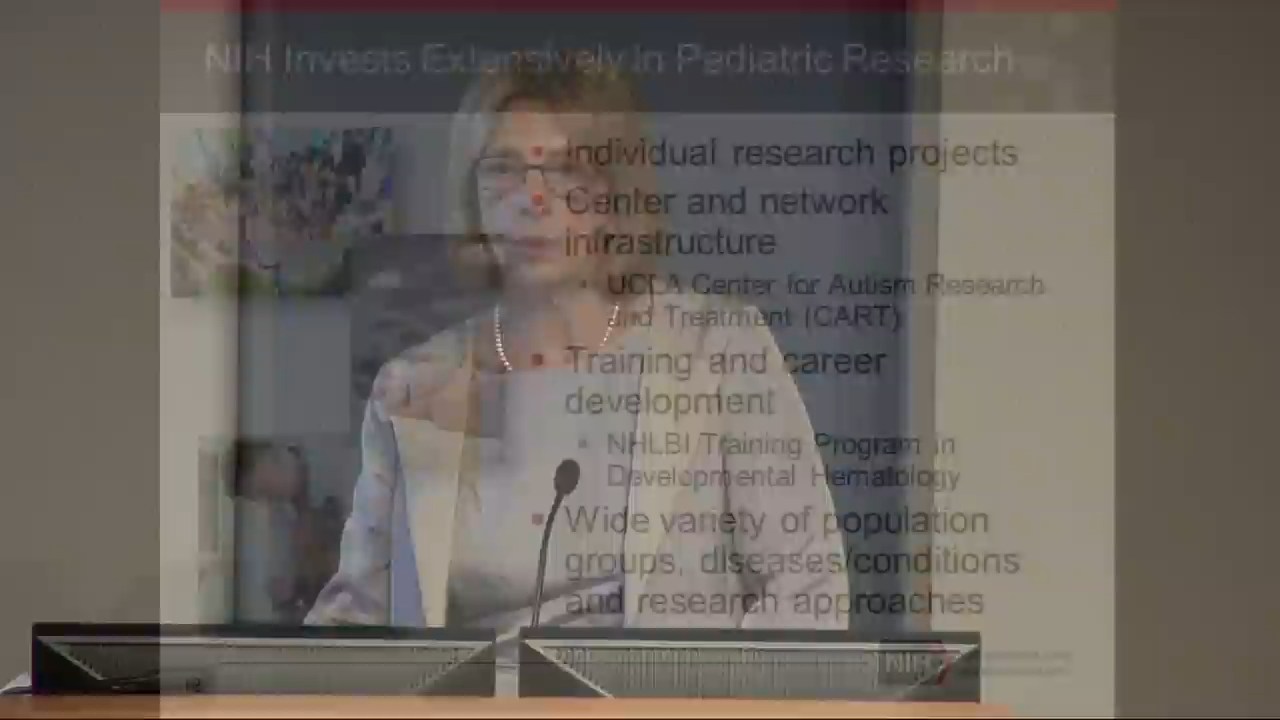 NIH Invests Extensively in Pediatric Research
• Individual research projects
• Center and network
infrastructure
• UCLA Center for Autism Research
and Treatment (CART)
• Training and career
development
• NHLBI Training Program in
Developmental Hematology
• Wide variety of population
groups, diseases/conditions
and research approaches
NIH